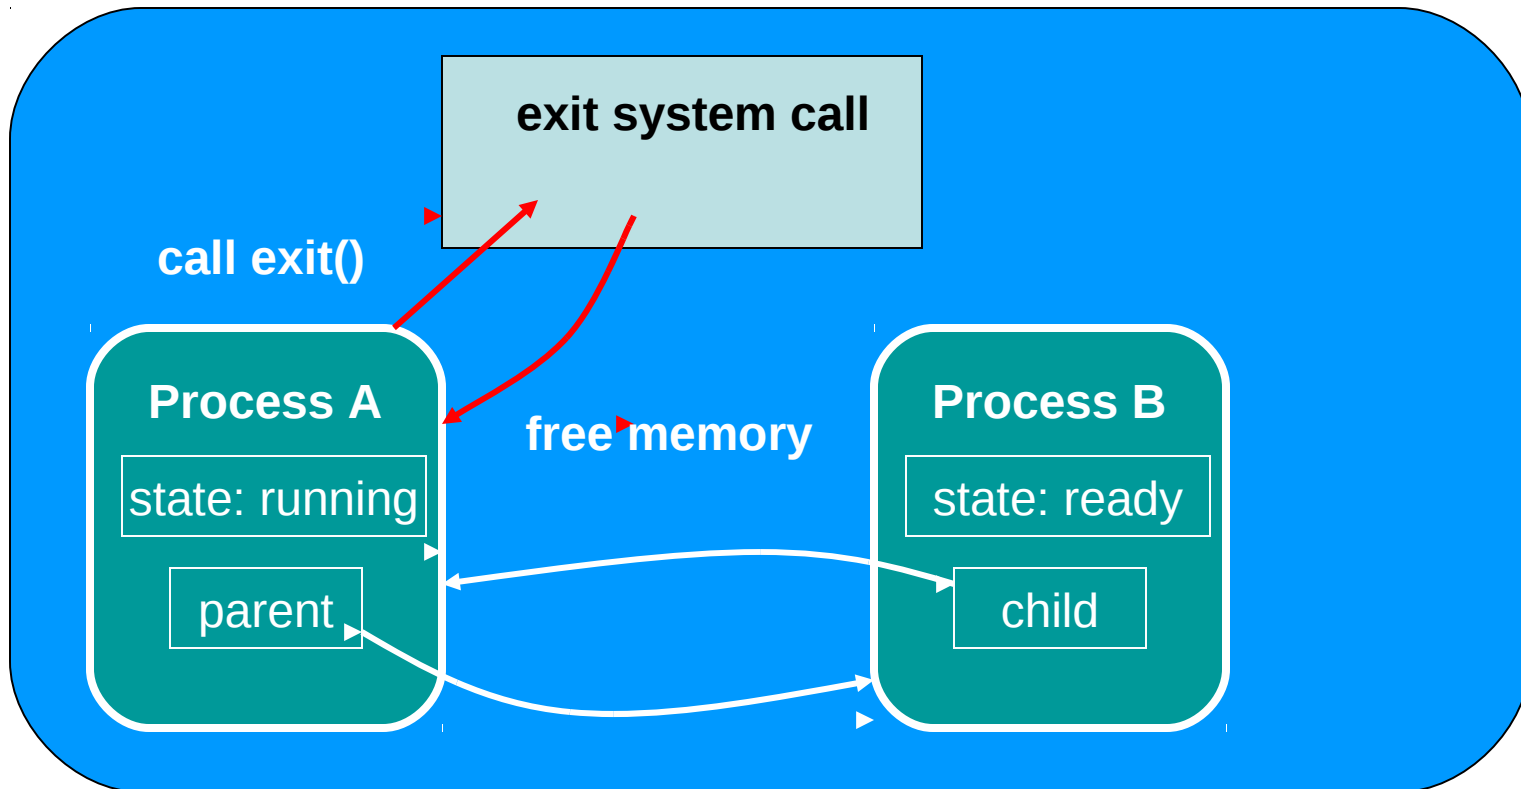 exit system call
call exit()
Process A
Process B
free memory
state: running
state: ready
parent
child